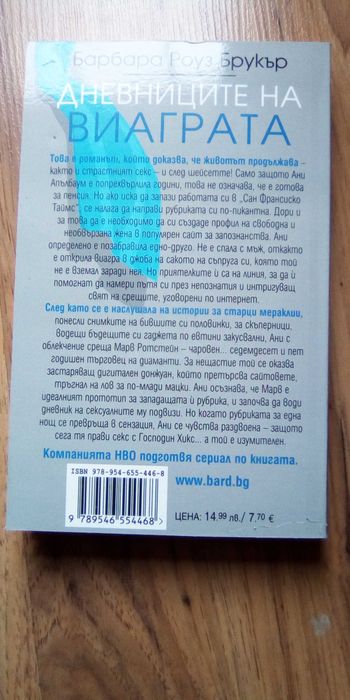 Барбара Роуз Брукър
ДНЕВНИЦИТЕ НА
ВИАГРАТА
Това е романът, който доказва, че животът продължава –
както и страстният секс – и след шейсетте! Само защото Ани
Апълбаум е попрехвърлила години, това не означава, че е готова
за пенсия. Но ако иска да запази работата си в „Сан Франсиско
Таймс", се налага да направи рубриката си по-пикантна. Дори и
за това да е необходимо да си създаде профил на свободна и
необвързана жена в популярен сайт за запознанства. Ани
определено е позабравила едно-друго. Не е спала с мъж, откакто
е открила виагра в джоба на сакото на съпруга си, която той
не е вземал заради нея. Но приятелките ѝ са на линия, за да ѝ
помогнат да намери пътя си през непознатия и интригуващ
свят на срещите, уговорени по интернет.
След като се е наслушала на истории за старци мераклии,
понесли снимките на бившите си половинки, за скъперници,
водещи бъдещите си гаджета по евтини закусвални, Ани с
облекчение среща Марв Ротстейн – чаровен... седемдесет и пет
годишен търговец на диаманти. За нещастие той се оказва
застаряващ дигитален донжуан, който претърсва сайтовете,
тръгнал на лов за по-млади мацки. Ани осъзнава, че Марв е
идеалният прототип за западащата ѝ рубрика, и започва да води
дневник на сексуалните му подвизи. Но когато рубриката за една
нощ се превръща в сензация, Ани се чувства раздвоена – защото
сега тя прави секс с Господин Хикс... а той е изумителен.
Компанията HBO подготвя сериал по книгата.
ISBN 978-954-655-446-8
9 789546 554468
www.bard.bg
ЦЕНА: 14,99 лв./ 7,70 €